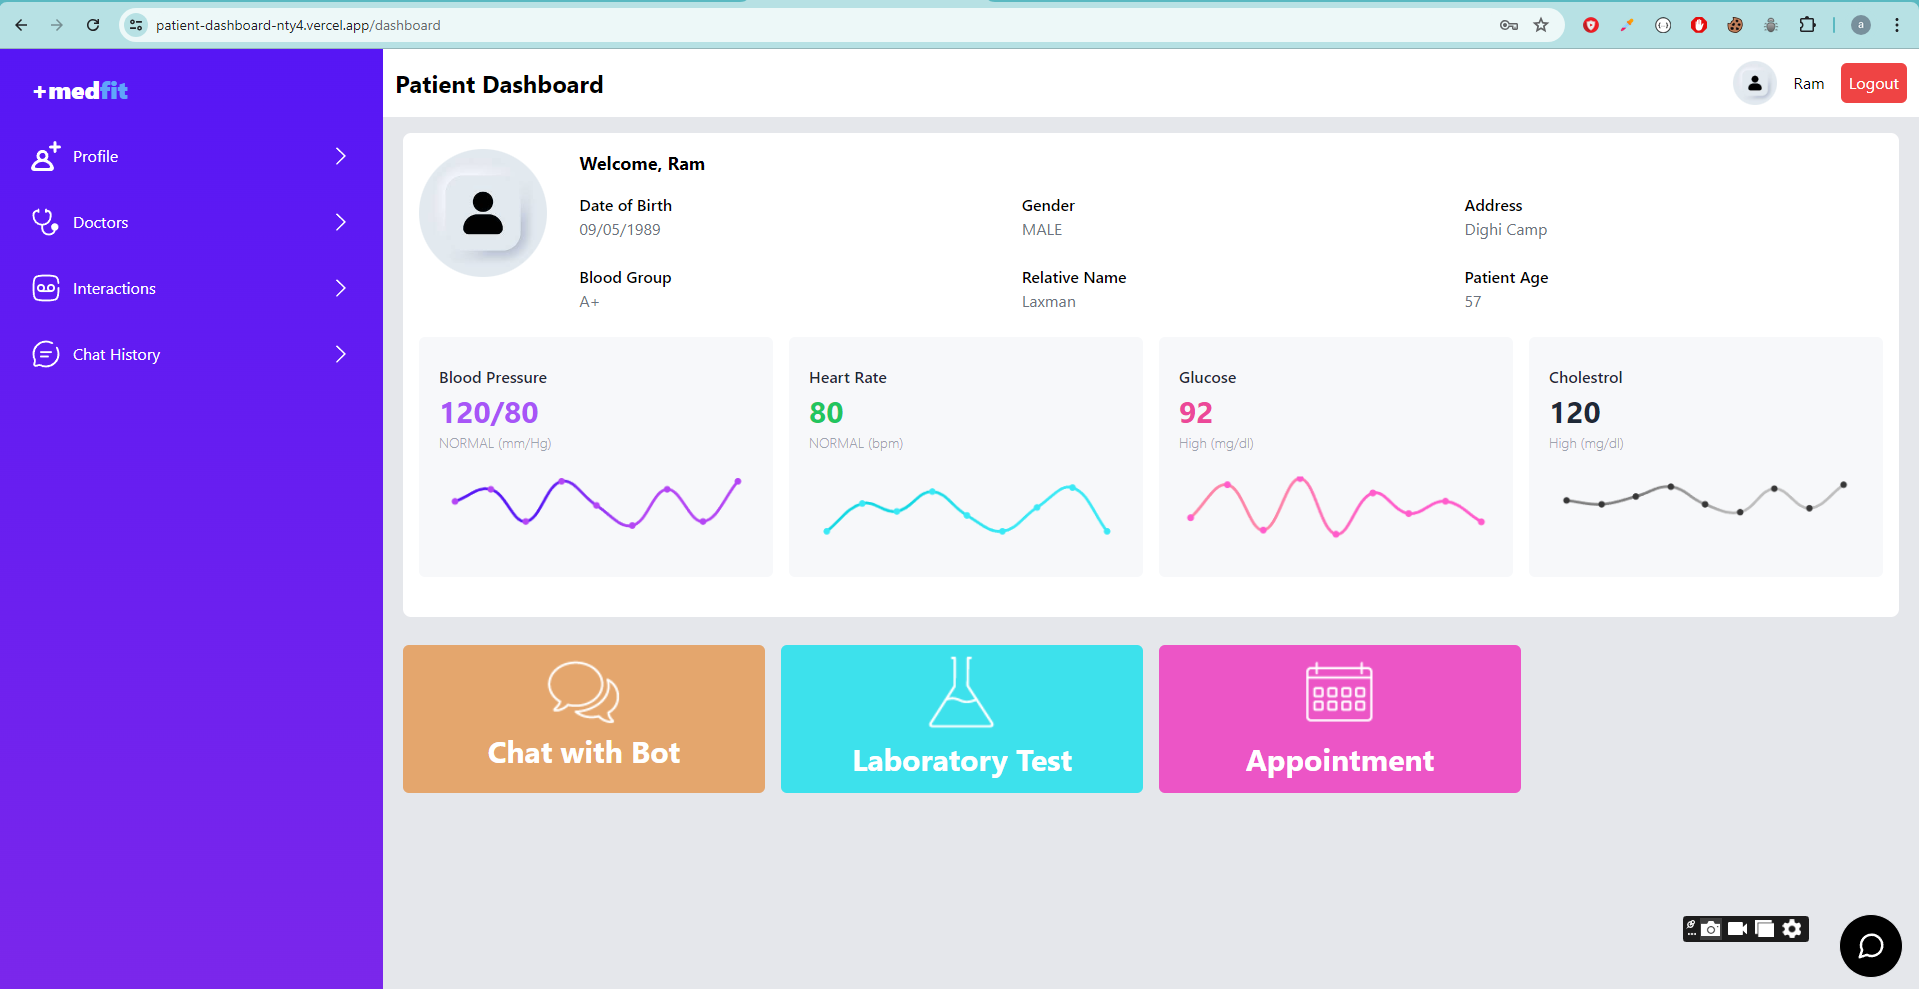 patient-dashboard-nty4.vercel.app/dashboard
a
+medfit
Profile
Doctors
Interactions
Chat History
Patient Dashboard
Ram
Logout
Welcome, Ram
Date of Birth
09/05/1989
Gender
MALE
Address
Dighi Camp
Blood Group
A+
Relative Name
Laxman
Patient Age
57
Blood Pressure
120/80
NORMAL (mm/Hg)
Heart Rate
80
NORMAL (bpm)
Glucose
92
High (mg/dl)
Cholestrol
120
High (mg/dl)
Chat with Bot
Laboratory Test
Appointment